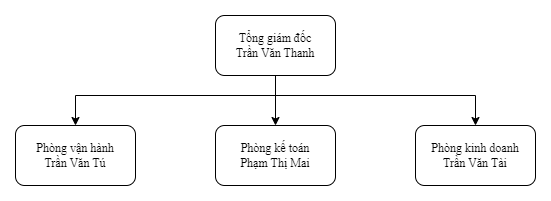 Tổng giám đốc
Trần Văn Thanh
Phòng vận hành
Trần Văn Tú
Phòng kế toán
Phạm Thị Mai
Phòng kinh doanh
Trần Văn Tài